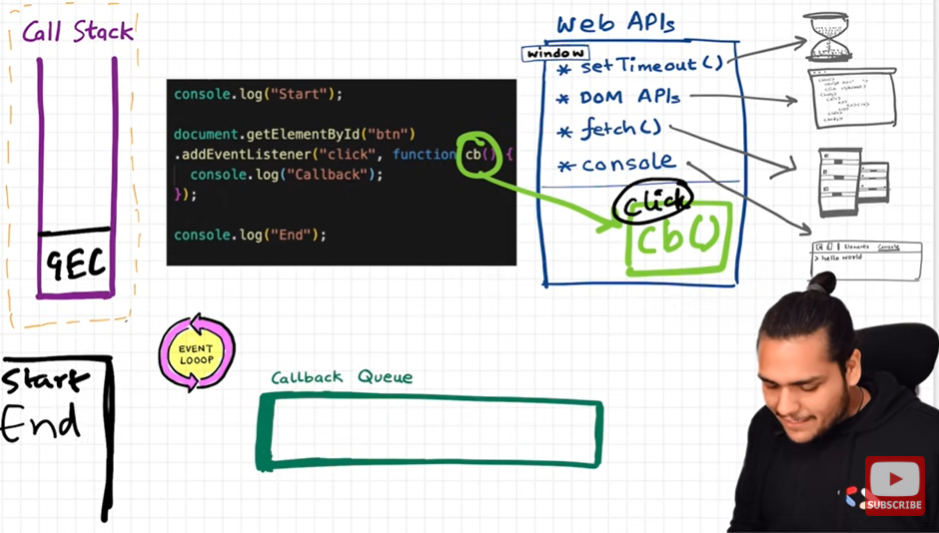 Call Stack
GEC
Start
End
console.log("Start");
document.getElementById("btn")
.addEventListener("click", function cb() {
console.log("Callback");
});
console.log("End");
EVENT
LOOOP
Callback Queue
Web APIs
window
* setTimeout()
* DOM APIs
* fetch()
* console
click
cb()
Elements Console
> hello world
SUBSCRIBE